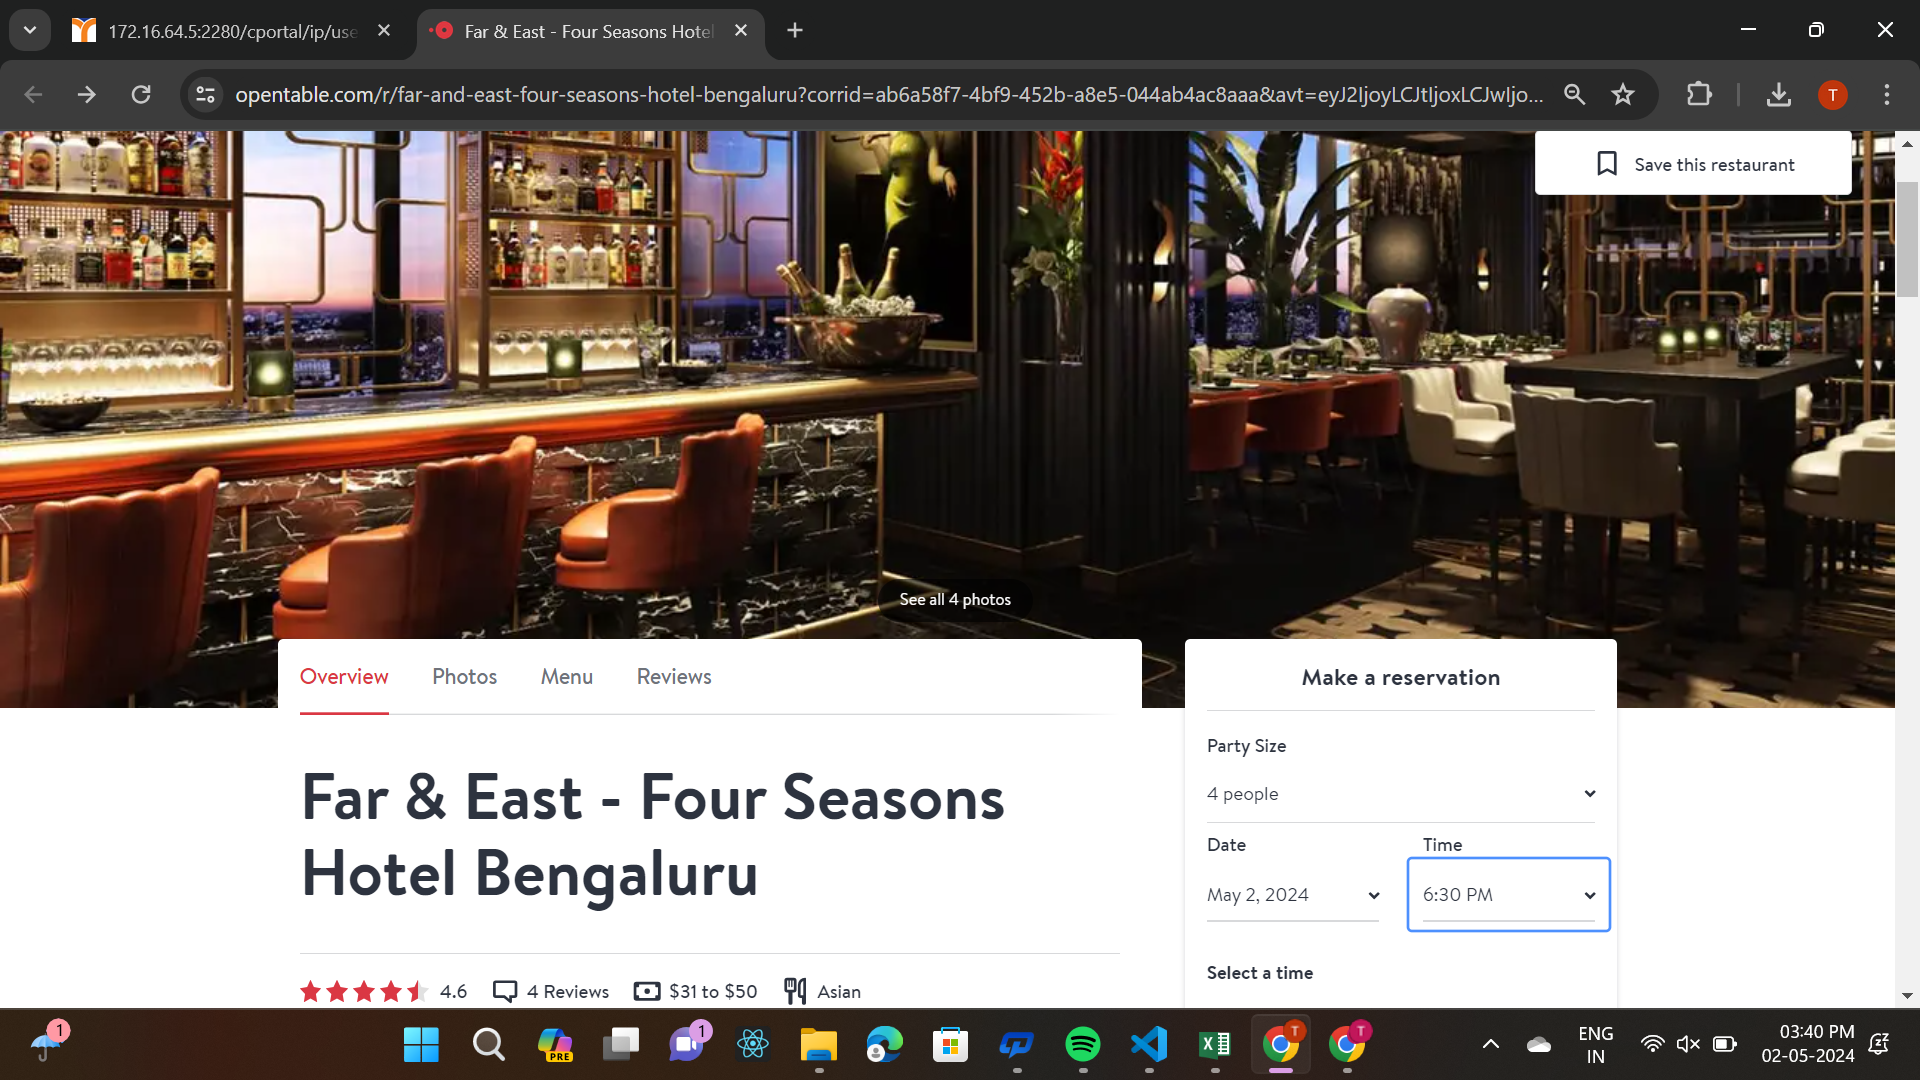 172.16.64.5:2280/cportal/ip/use
Far & East - Four Seasons Hotel
opentable.com/r/far-and-east-four-seasons-hotel-bengaluru?corrid=ab6a58f7-4bf9-452b-a8e5-044ab4ac8aaa&avt=eyJ2IjoyLCJtIjoxLCJwIjo...
T
Save this restaurant
See all 4 photos
Overview
Photos
Menu
Reviews
Far & East - Four Seasons
Hotel Bengaluru
4.6
4 Reviews
$31 to $50
Asian
Make a reservation
Party Size
4 people
Date
Time
May 2, 2024
6:30 PM
Select a time
1
PRE
1
T
T
ENG
IN
03:40 PM
02-05-2024